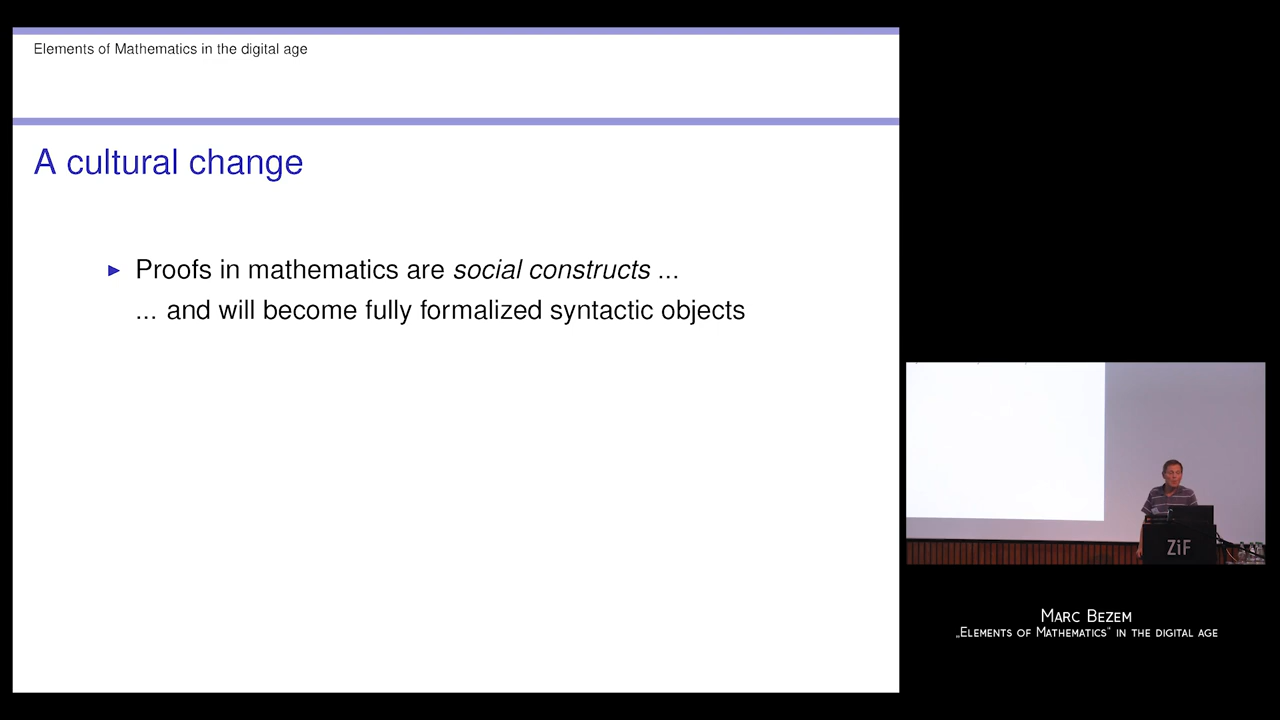 Elements of Mathematics in the digital age
A cultural change
► Proofs in mathematics are social constructs ...
... and will become fully formalized syntactic objects
ZiF
Marc Bezem
„Elements of Mathematics“ in the digital age